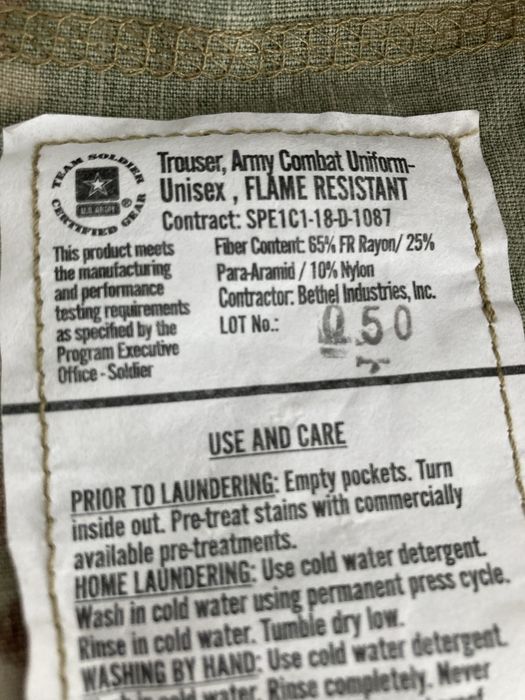 TEAM SOLDIER
U.S. ARMY
®
CERTIFIED GEAR
Trouser, Army Combat Uniform-
Unisex , FLAME RESISTANT
Contract: SPE1C1-18-D-1087
This product meets
the manufacturing
and performance
testing requirements
as specified by the
Program Executive
Office - Soldier
Fiber Content: 65% FR Rayon/ 25%
Para-Aramid / 10% Nylon
Contractor: Bethel Industries, Inc.
LOT No.: 050
USE AND CARE
PRIOR TO LAUNDERING: Empty pockets. Turn
inside out. Pre-treat stains with commercially
available pre-treatments.
HOME LAUNDERING: Use cold water detergent.
Wash in cold water using permanent press cycle.
Rinse in cold water. Tumble dry low.
WASHING BY HAND: Use cold water detergent.
cold water. Rinse completely. Never